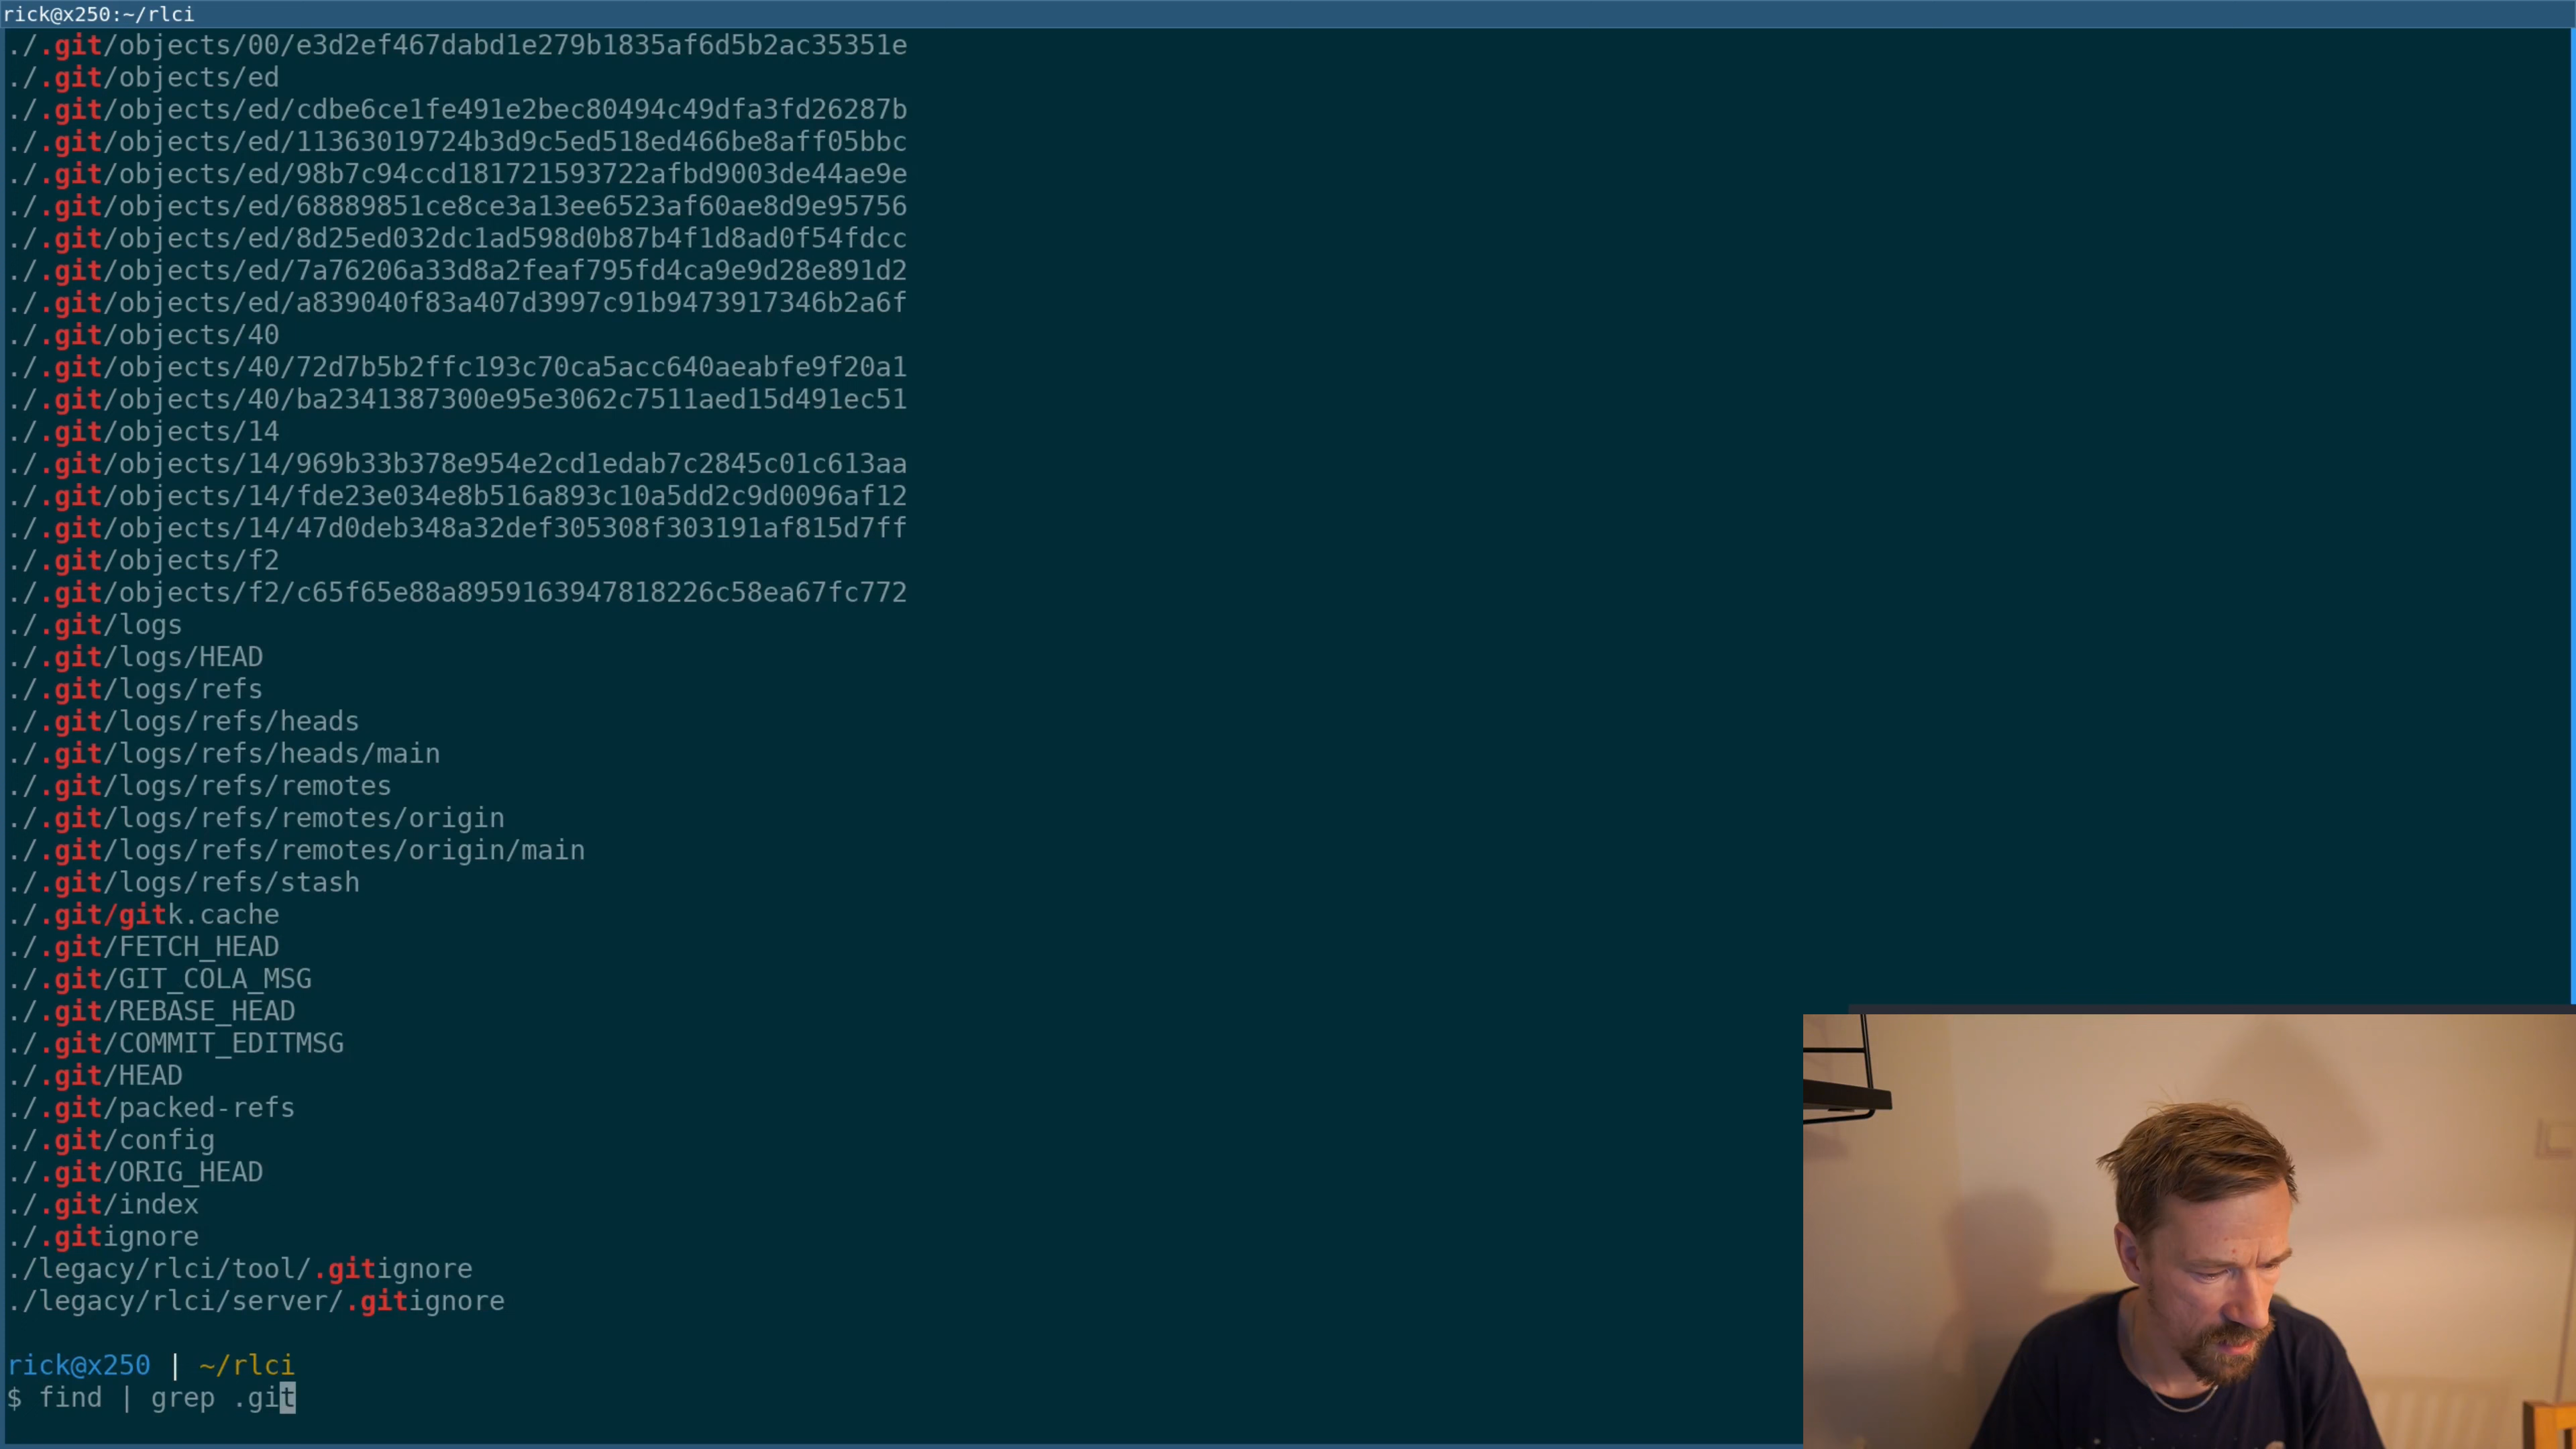 rick@x250:~/rlci
./.git/objects/00/e3d2ef467dabd1e279b1835af6d5b2ac35351e
./.git/objects/ed
./.git/objects/ed/cdbe6ce1fe491e2bec80494c49dfa3fd26287b
./.git/objects/ed/11363019724b3d9c5ed518ed466be8aff05bbc
./.git/objects/ed/98b7c94ccd181721593722afbd9003de44ae9e
./.git/objects/ed/68889851ce8ce3a13ee6523af60ae8d9e95756
./.git/objects/ed/8d25ed032dc1ad598d0b87b4f1d8ad0f54fdcc
./.git/objects/ed/7a76206a33d8a2feaf795fd4ca9e9d28e891d2
./.git/objects/ed/a839040f83a407d3997c91b9473917346b2a6f
./.git/objects/40
./.git/objects/40/72d7b5b2ffc193c70ca5acc640aeabfe9f20a1
./.git/objects/40/ba2341387300e95e3062c7511aed15d491ec51
./.git/objects/14
./.git/objects/14/969b33b378e954e2cd1edab7c2845c01c613aa
./.git/objects/14/fde23e034e8b516a893c10a5dd2c9d0096af12
./.git/objects/14/47d0deb348a32def305308f303191af815d7ff
./.git/objects/f2
./.git/objects/f2/c65f65e88a8959163947818226c58ea67fc772
./.git/logs
./.git/logs/HEAD
./.git/logs/refs
./.git/logs/refs/heads
./.git/logs/refs/heads/main
./.git/logs/refs/remotes
./.git/logs/refs/remotes/origin
./.git/logs/refs/remotes/origin/main
./.git/logs/refs/stash
./.git/gitk.cache
./.git/FETCH_HEAD
./.git/GIT_COLA_MSG
./.git/REBASE_HEAD
./.git/COMMIT_EDITMSG
./.git/HEAD
./.git/packed-refs
./.git/config
./.git/ORIG_HEAD
./.git/index
./.gitignore
./legacy/rlci/tool/.gitignore
./legacy/rlci/server/.gitignore
rick@x250 | ~/rlci
$ find | grep .git